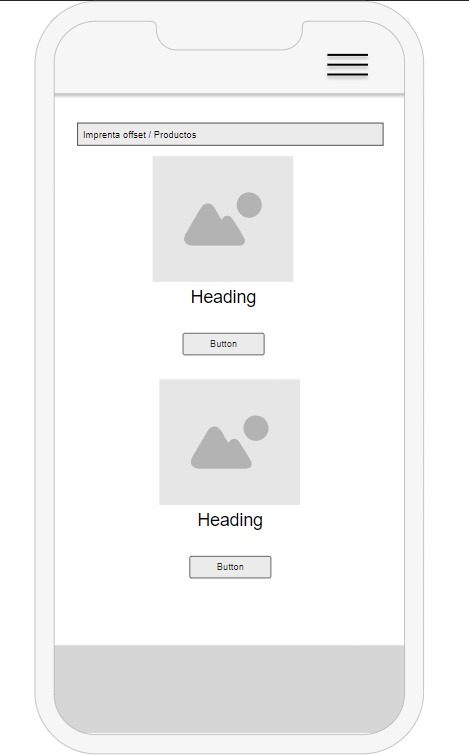 Imprenta offset / Productos
Heading
Button
Heading
Button